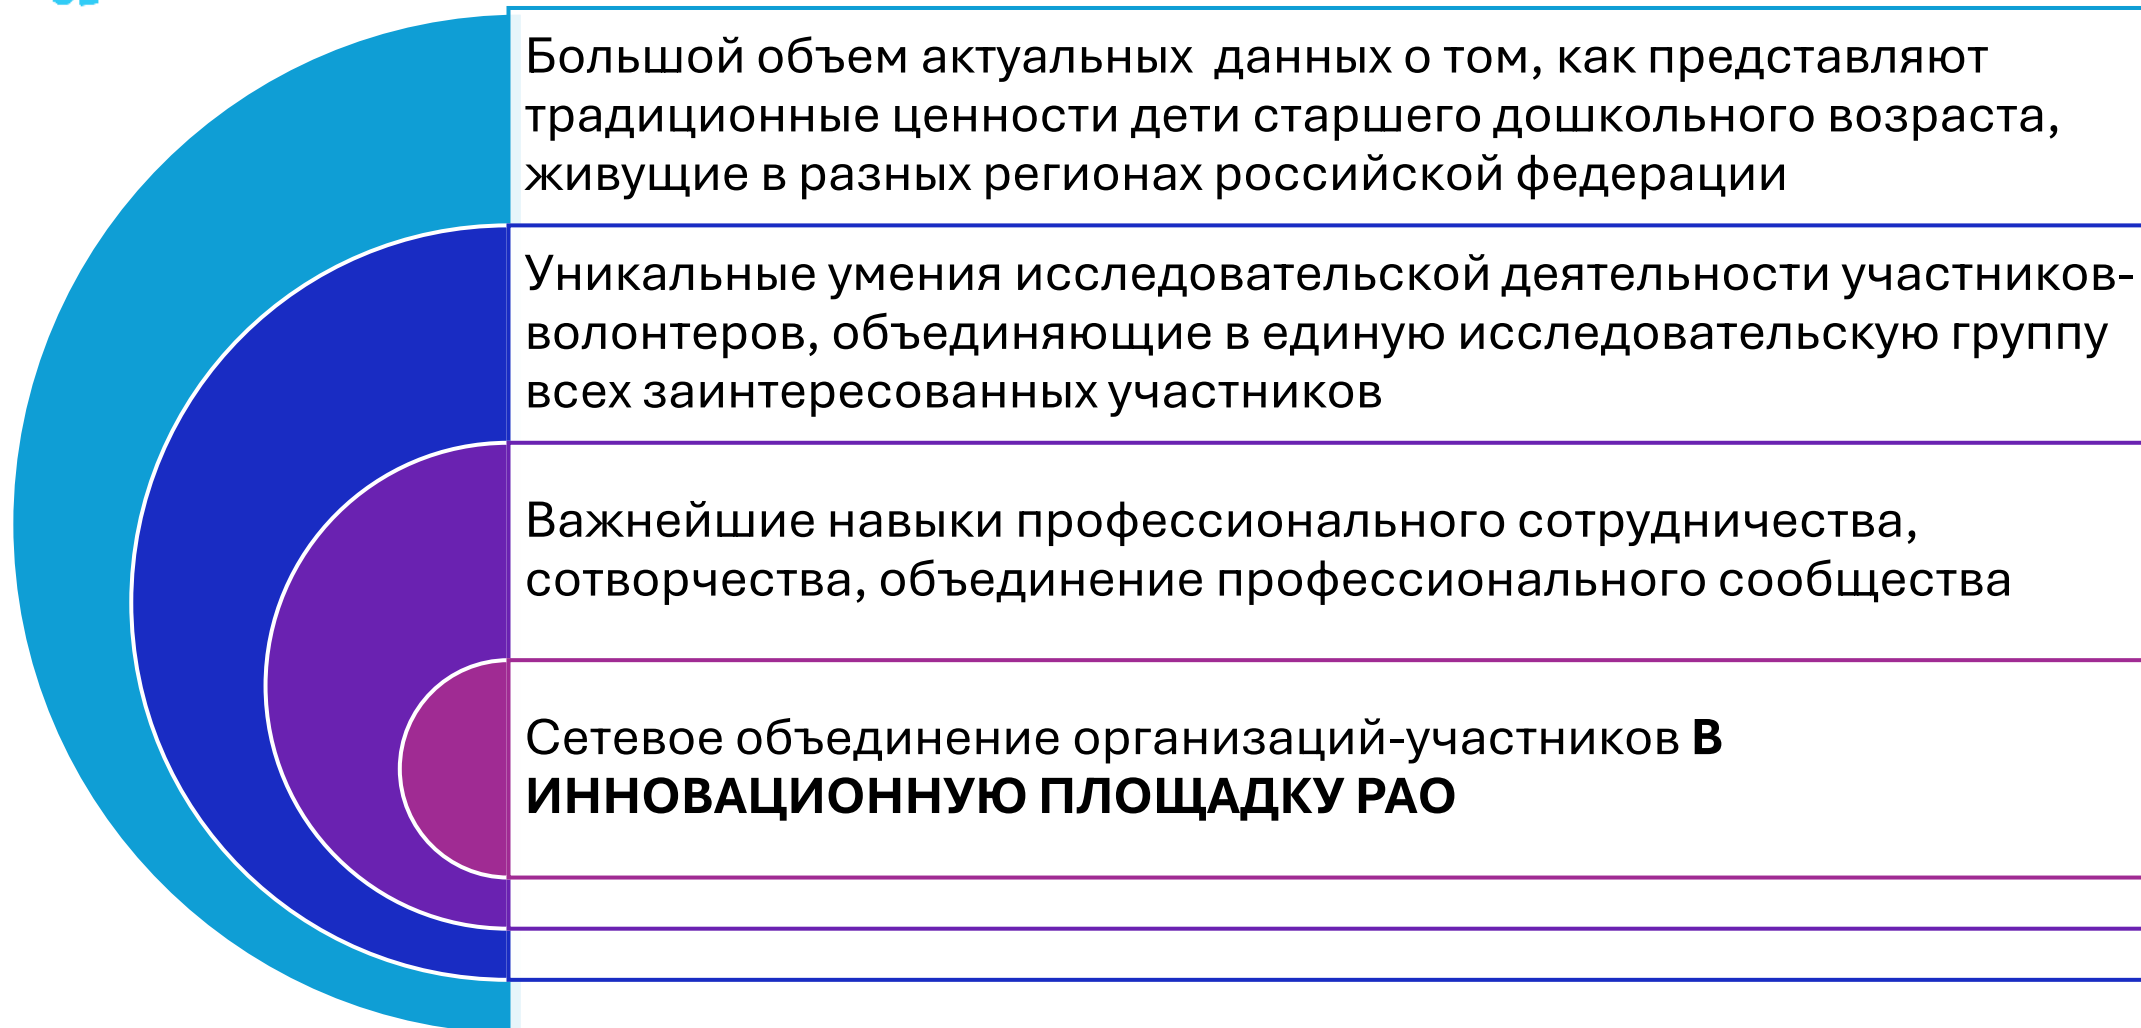 Большой объем актуальных  данных о том, как представляют
традиционные ценности дети старшего дошкольного возраста,
живущие в разных регионах российской федерации
Уникальные умения исследовательской деятельности участников-
волонтеров, объединяющие в единую исследовательскую группу
всех заинтересованных участников
Важнейшие навыки профессионального сотрудничества,
сотворчества, объединение профессионального сообщества
Сетевое объединение организаций-участников В
ИННОВАЦИОННУЮ ПЛОЩАДКУ РАО